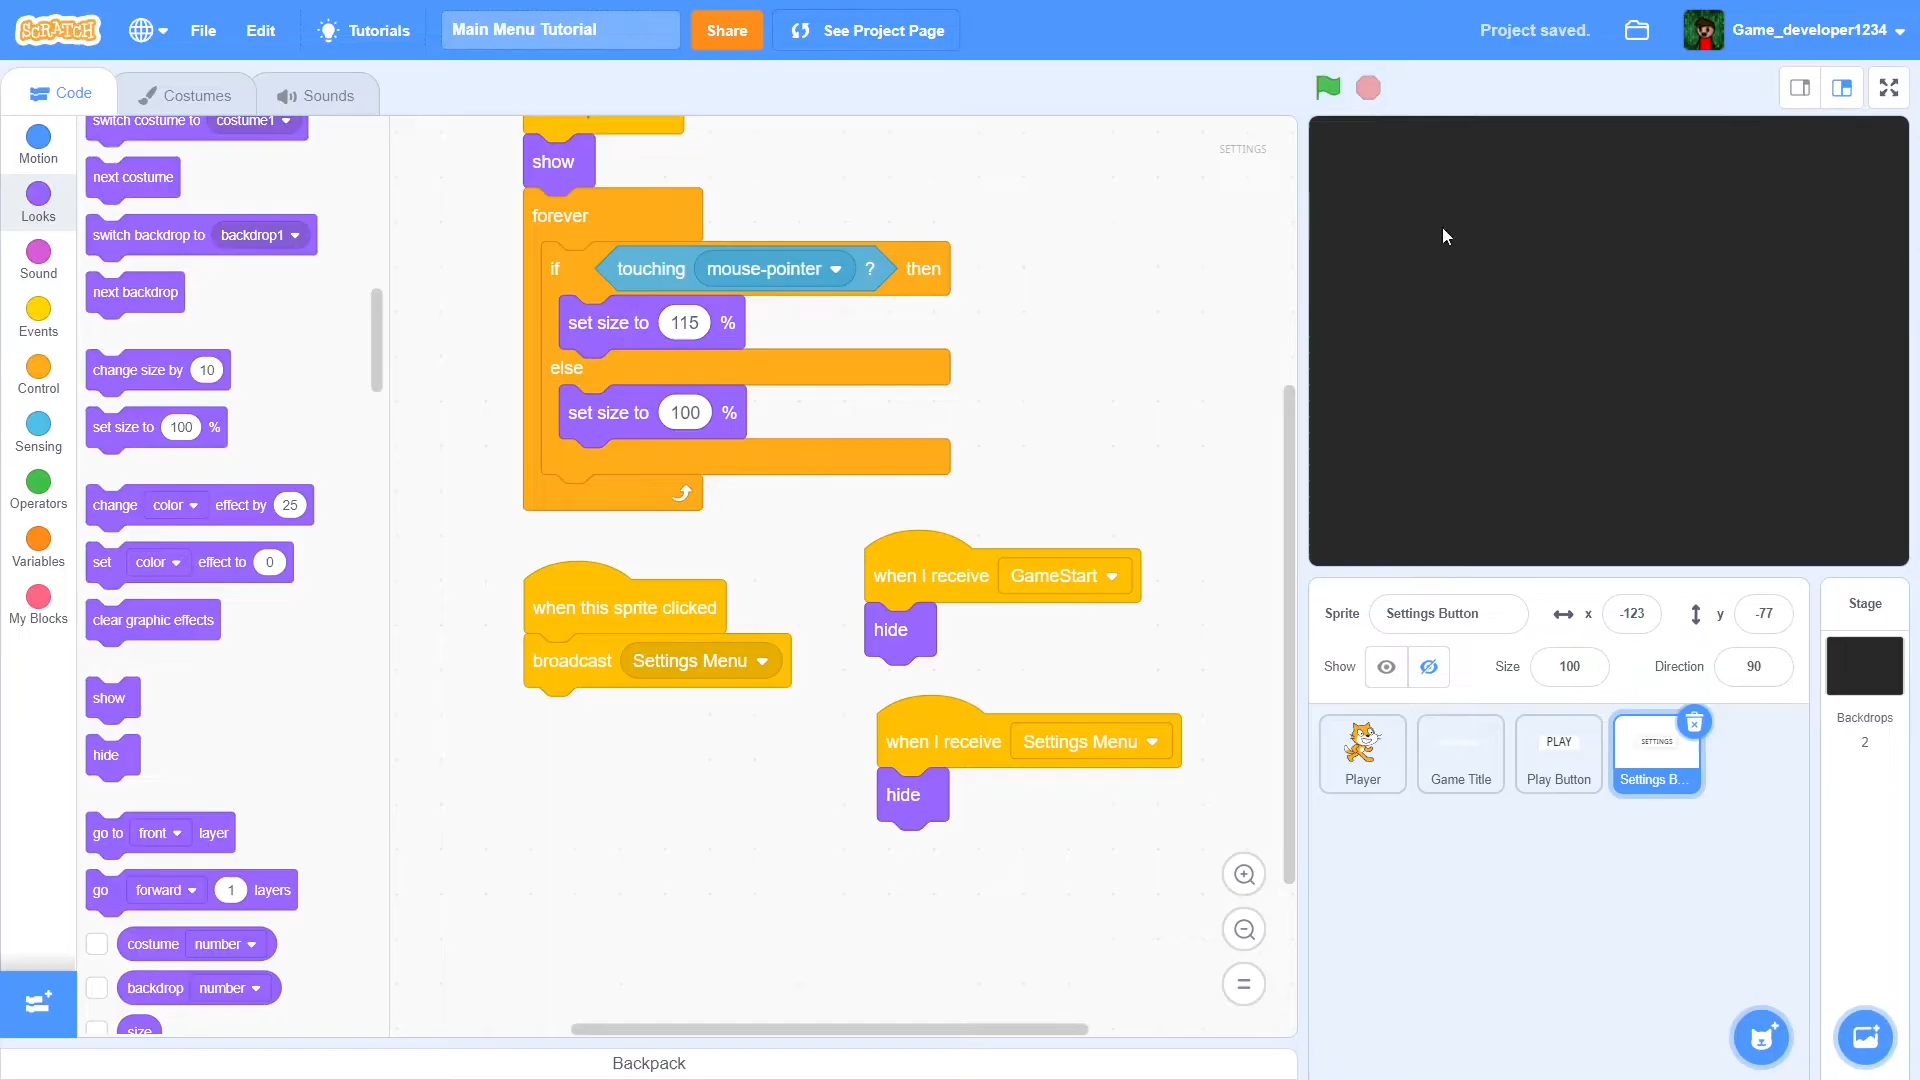 SCRATCH
File
Edit
Tutorials
Main Menu Tutorial
Share
See Project Page
Project saved.
Game_developer1234
Code
Costumes
Sounds
Motion
Looks
Sound
Events
Control
Sensing
Operators
Variables
My Blocks
switch costume to costume1
next costume
switch backdrop to backdrop1
next backdrop
change size by 10
set size to 100 %
change color effect by 25
set color effect to 0
clear graphic effects
show
hide
go to front layer
go forward 1 layers
costume number
backdrop number
size
show
forever
if touching mouse-pointer ? then
set size to 115 %
else
set size to 100 %
when this sprite clicked
broadcast Settings Menu
when I receive GameStart
hide
when I receive Settings Menu
hide
SETTINGS
=
Backpack
Sprite Settings Button x -123 y -77
Show Size 100 Direction 90
Player
Game Title
PLAY
Play Button
SETTINGS
Settings B...
Stage
Backdrops
2